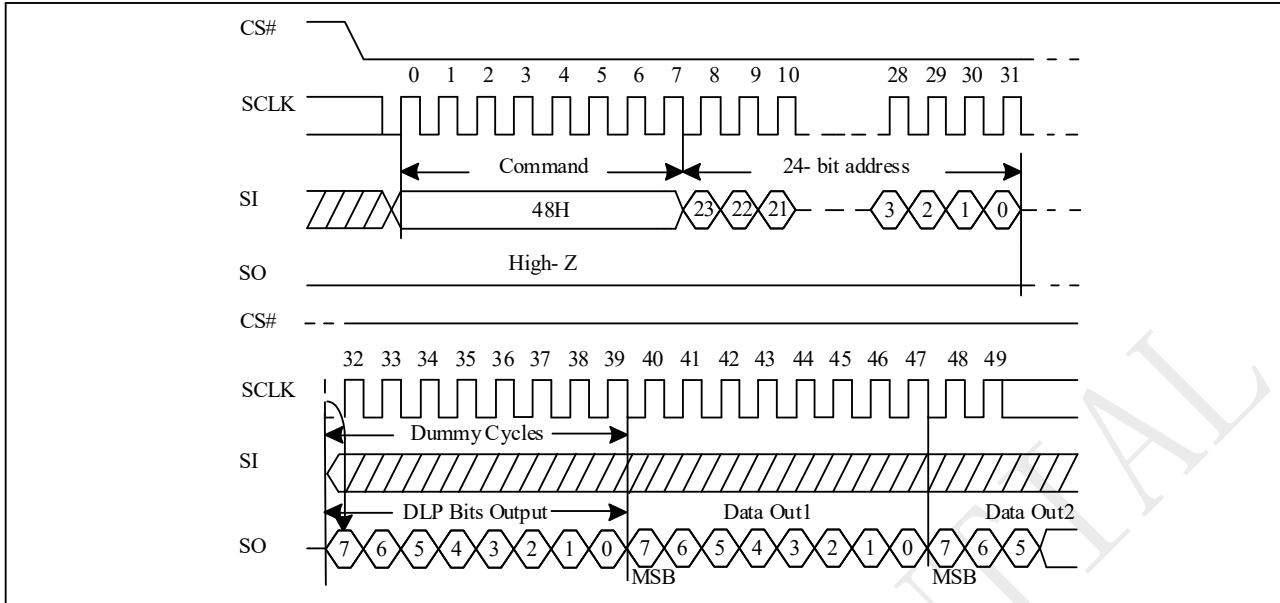 CS#
0 1 2 3 4 5 6 7 8 9 10 28 29 30 31
SCLK
Command 24- bit address
SI 48H 23 22 21 3 2 1 0
High- Z
SO
CS#
32 33 34 35 36 37 38 39 40 41 42 43 44 45 46 47 48 49
SCLK
Dummy Cycles
SI
DLP Bits Output Data Out1 Data Out2
SO 7 6 5 4 3 2 1 0 7 6 5 4 3 2 1 0 7 6 5
MSB MSB
NTIAL